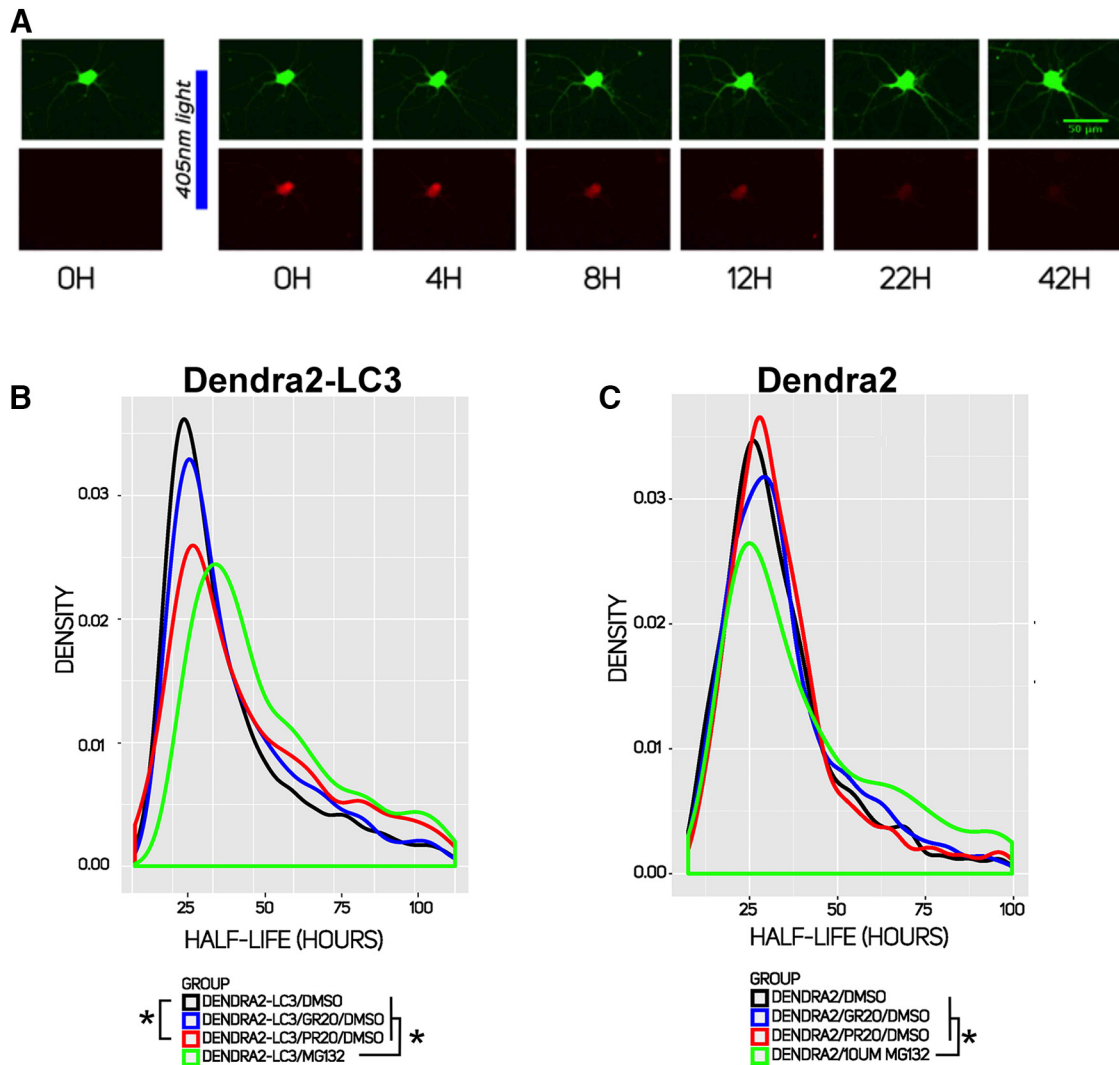 A
405nm light
50 µm
0H
0H
4H
8H
12H
22H
42H
B
Dendra2-LC3
DENSITY
0.03
0.02
0.01
0.00
25
50
75
100
HALF-LIFE (HOURS)
GROUP
DENDRA2-LC3/DMSO
DENDRA2-LC3/GR20/DMSO
DENDRA2-LC3/PR20/DMSO
DENDRA2-LC3/MG132
*
*
C
Dendra2
DENSITY
0.03
0.02
0.01
0.00
25
50
75
100
HALF-LIFE (HOURS)
GROUP
DENDRA2/DMSO
DENDRA2/GR20/DMSO
DENDRA2/PR20/DMSO
DENDRA2/10UM MG132
*